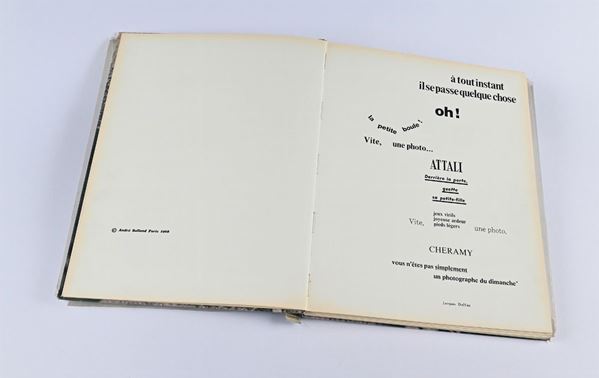 © André Balland Paris 1968
à tout instant
il se passe quelque chose
oh!
la petite boule!
Vite, une photo...
ATTALI
Derrière la porte,
guette
sa petite-fille
jeux virils
Vite, joyeuse ardeur une photo,
pieds légers
CHERAMY
vous n'êtes pas simplement
un photographe du dimanche"
Jacques